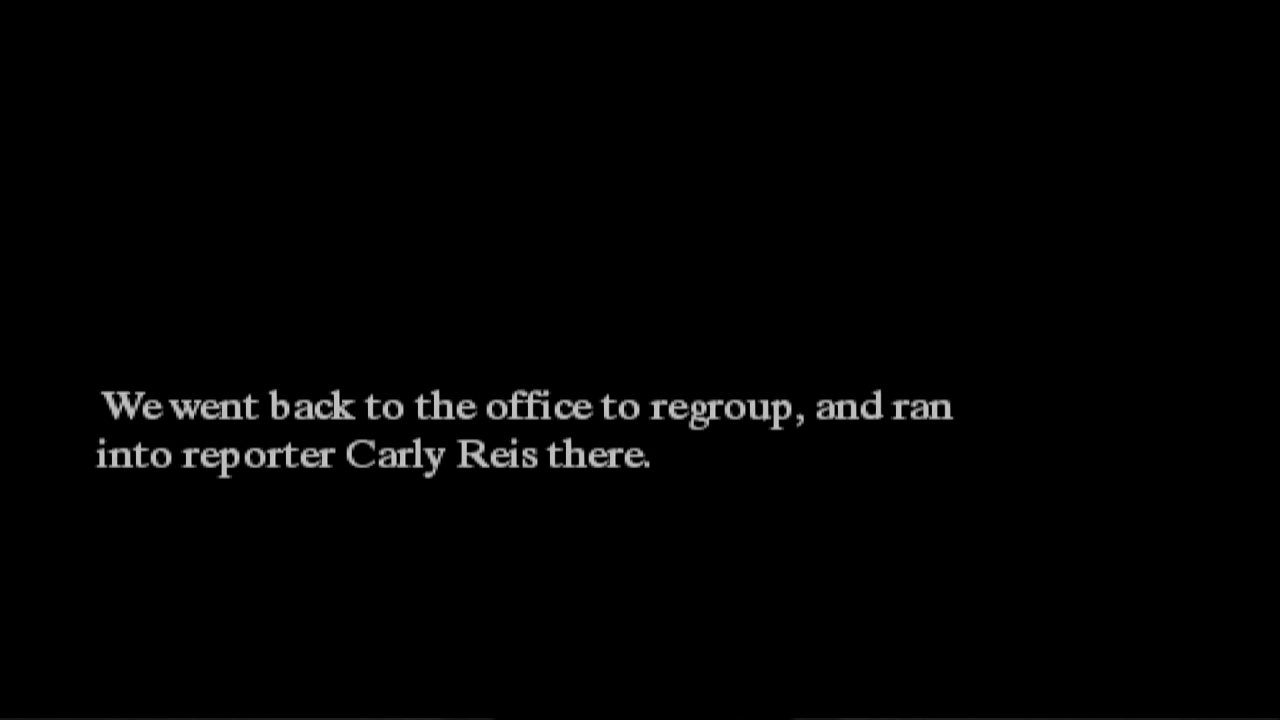 We went back to the office to regroup, and ran
into reporter Carly Reis there.